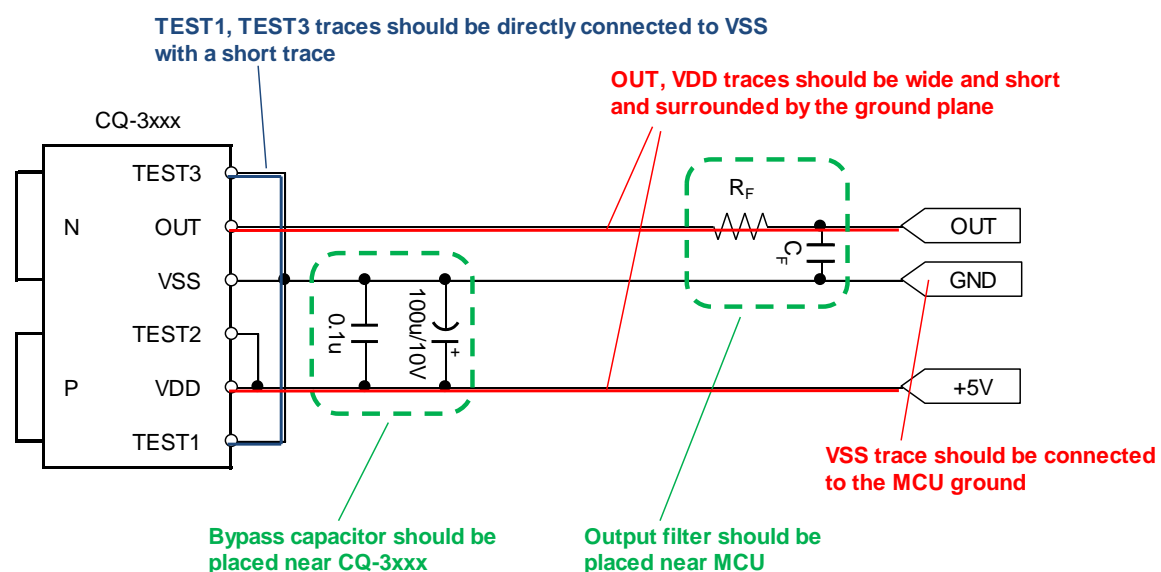 TEST1, TEST3 traces should be directly connected to VSS
with a short trace
OUT, VDD traces should be wide and short
and surrounded by the ground plane
CQ-3xxx
TEST3
N
OUT
VSS
TEST2
P
VDD
TEST1
0.1u
100u/10V
+
RF
CF
OUT
GND
+5V
VSS trace should be connected
to the MCU ground
Bypass capacitor should be
placed near CQ-3xxx
Output filter should be
placed near MCU